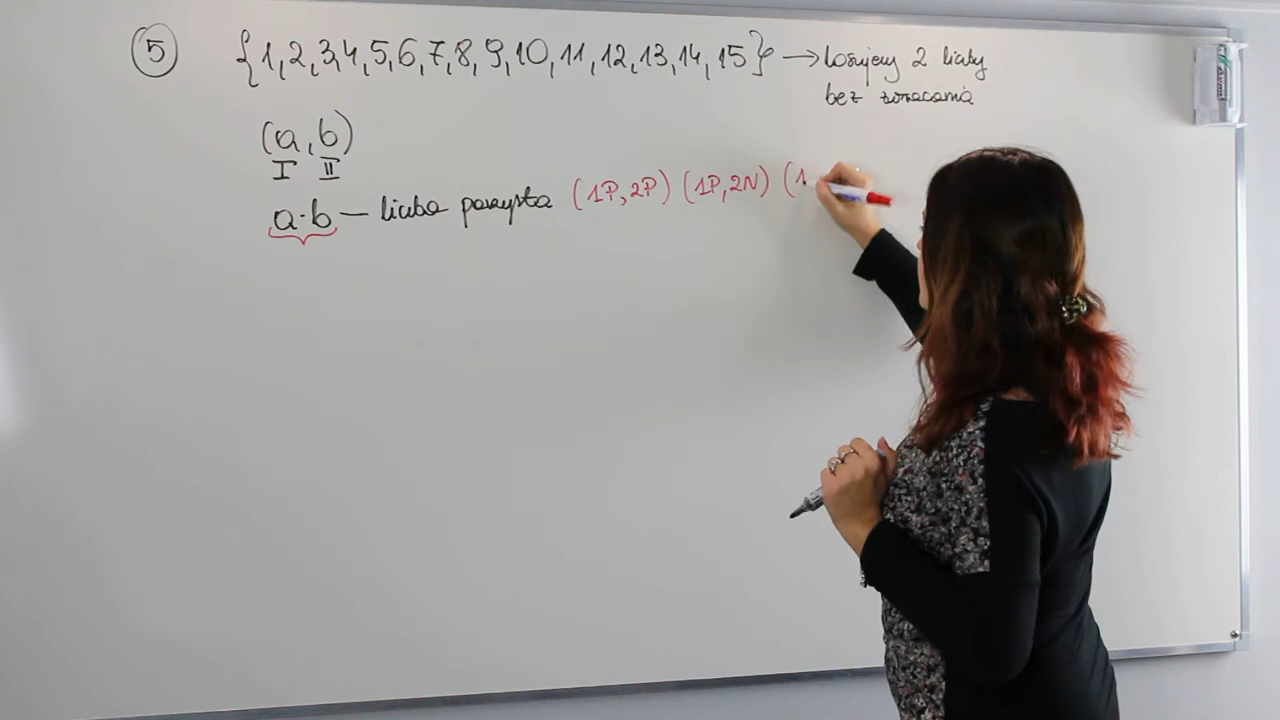 5 {1,2,3,4,5,6,7,8,9,10,11,12,13,14,15} → losujemy 2 liczby
bez zwracania
(a,b)
I II
a·b — liczba parzysta (1P,2P) (1P,2N) (1